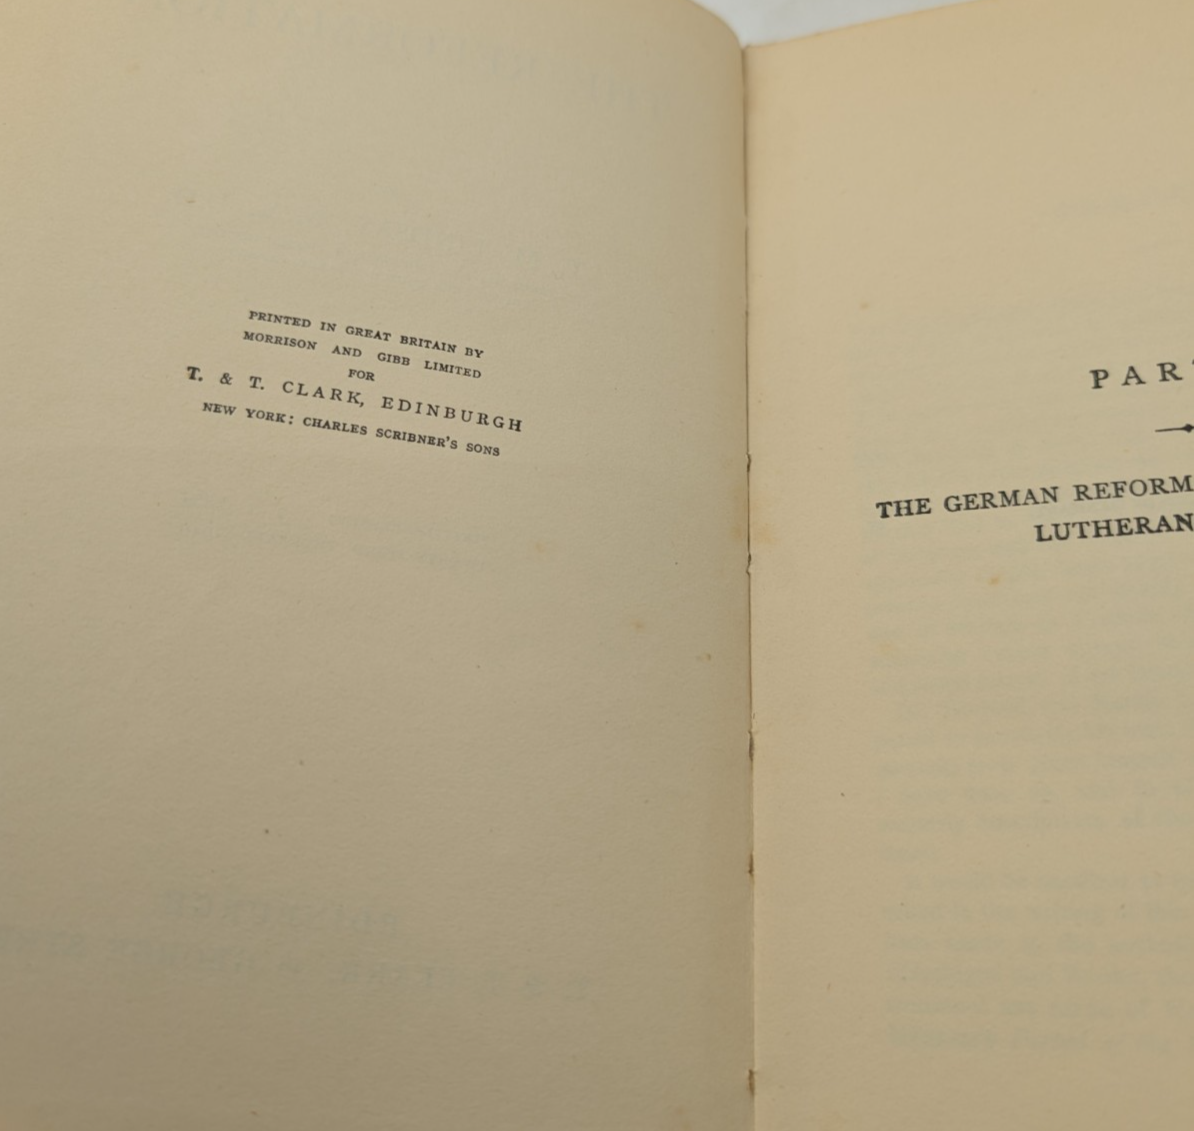 PRINTED IN GREAT BRITAIN BY
MORRISON AND GIBB LIMITED
FOR
T. & T. CLARK, EDINBURGH
NEW YORK: CHARLES SCRIBNER'S SONS
PAR
THE GERMAN REFORM
LUTHERAN